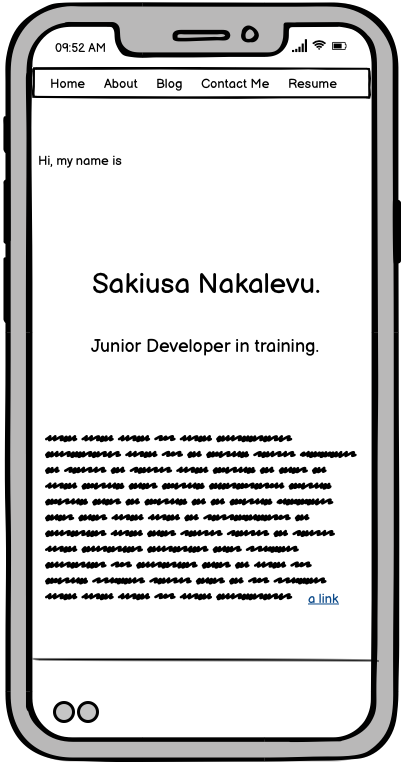 09:52 AM
Home About Blog Contact Me Resume
Hi, my name is
Sakiusa Nakalevu.
Junior Developer in training.
a link